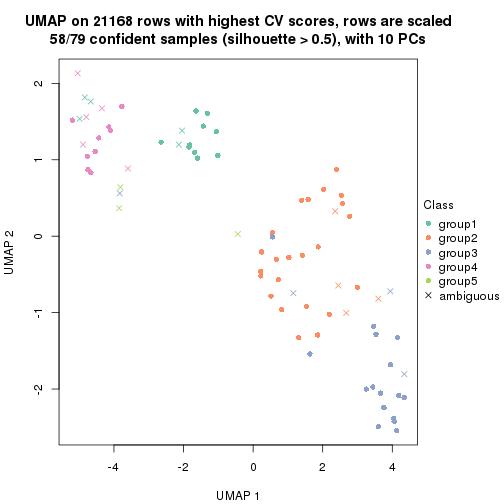 UMAP on 21168 rows with highest CV scores, rows are scaled
58/79 confident samples (silhouette > 0.5), with 10 PCs
2
1
0
-1
-2
UMAP 2
-4
-2
0
2
4
UMAP 1
Class
group1
group2
group3
group4
group5
ambiguous